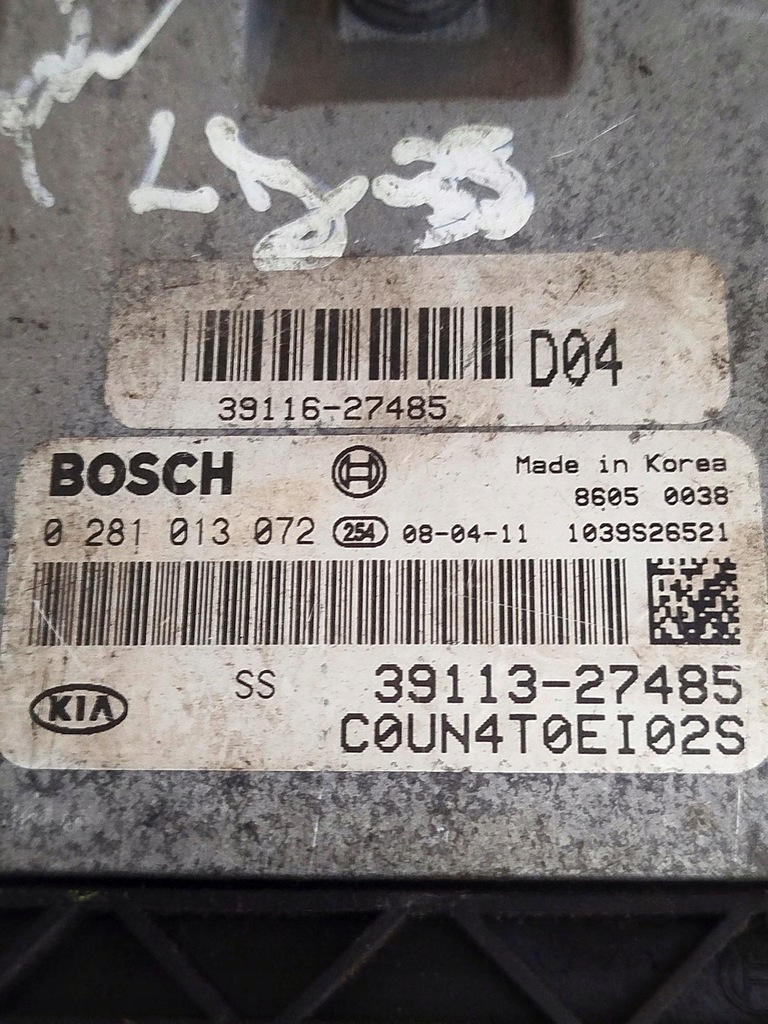 39116-27485 D04
BOSCH Made in Korea
8605 0038
0 281 013 072 254 08-04-11 1039S26521
SS 39113-27485
KIA C0UN4T0EI02S